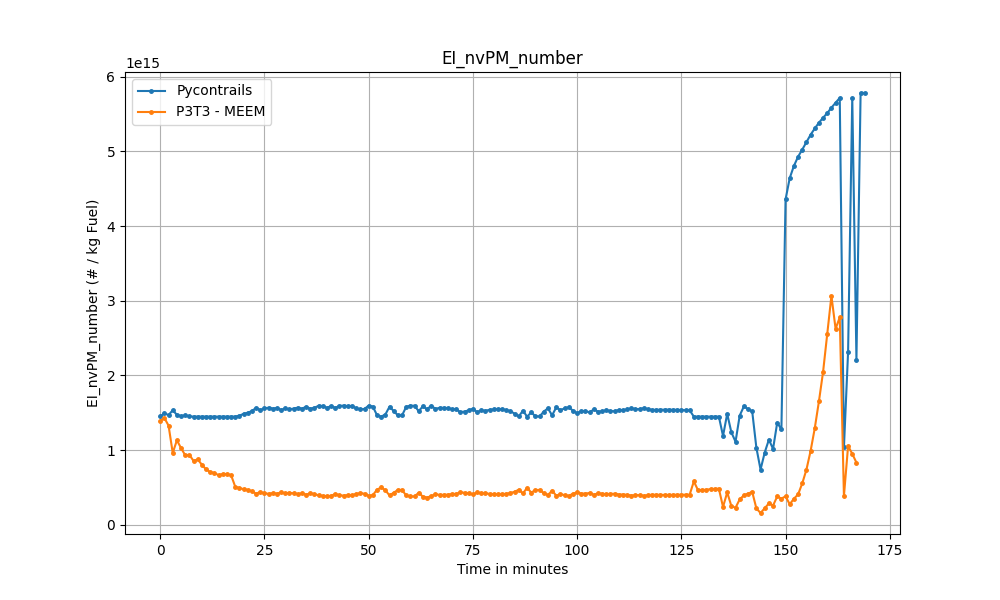 EI_nvPM_number
1e15
Pycontrails
P3T3 - MEEM
EI_nvPM_number (# / kg Fuel)
6
5
4
3
2
1
0
0 25 50 75 100 125 150 175
Time in minutes